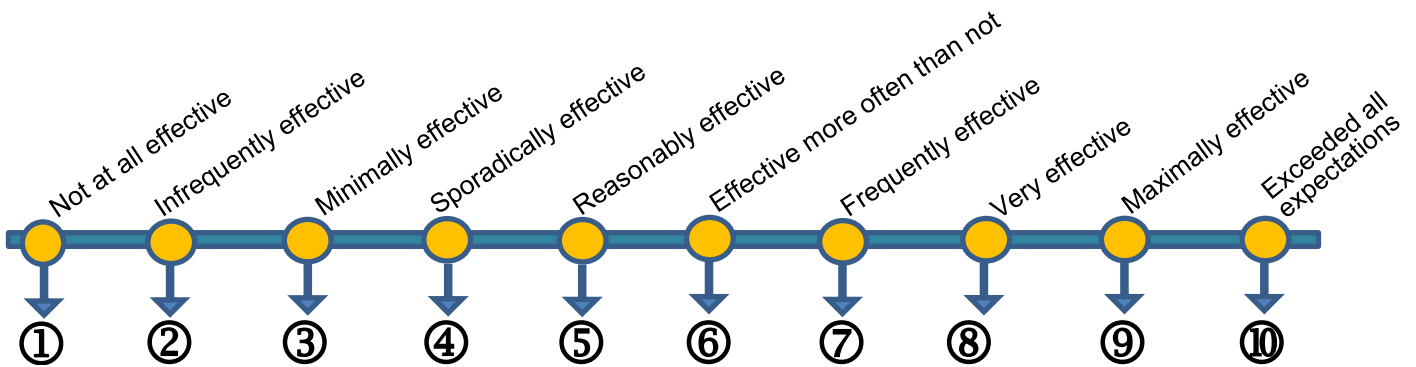 Not at all effective
Infrequently effective
Minimally effective
Sporadically effective
Reasonably effective
Effective more often than not
Frequently effective
Very effective
Maximally effective
Exceeded all
expectations
① ② ③ ④ ⑤ ⑥ ⑦ ⑧ ⑨ ⑩